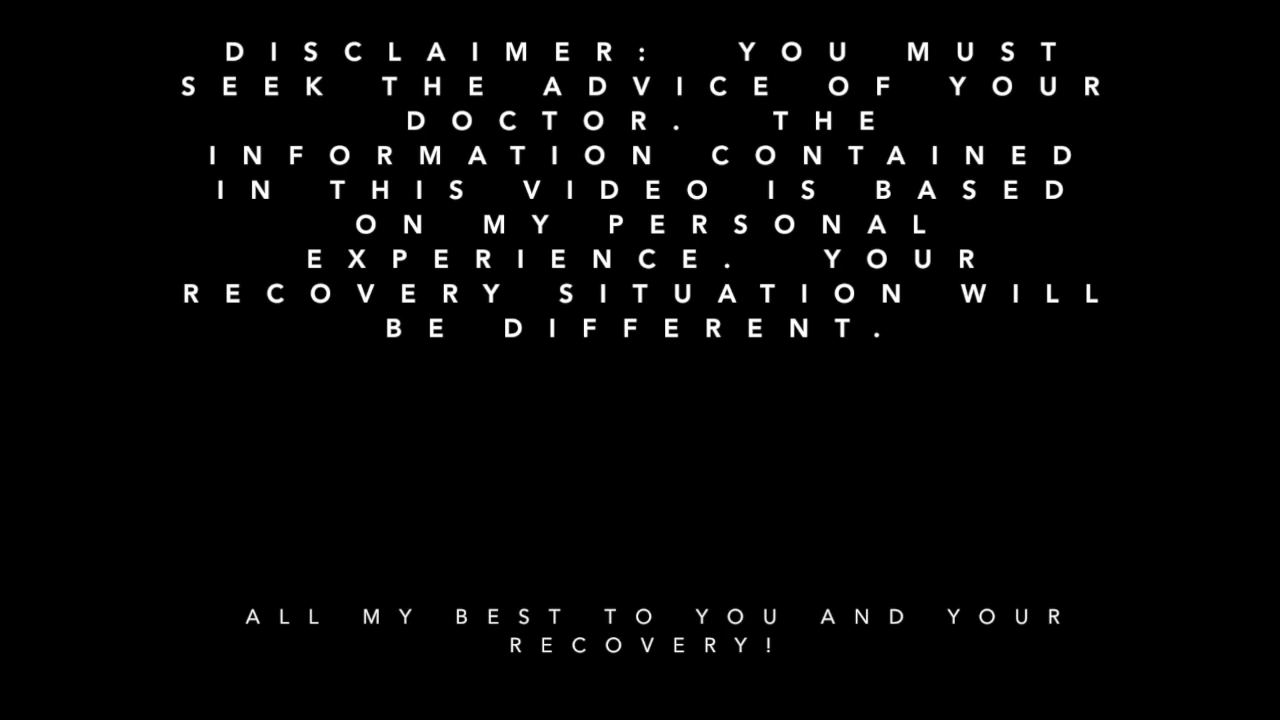 DISCLAIMER: YOU MUST
SEEK THE ADVICE OF YOUR
DOCTOR. THE
INFORMATION CONTAINED
IN THIS VIDEO IS BASED
ON MY PERSONAL
EXPERIENCE. YOUR
RECOVERY SITUATION WILL
BE DIFFERENT.
ALL MY BEST TO YOU AND YOUR
RECOVERY!